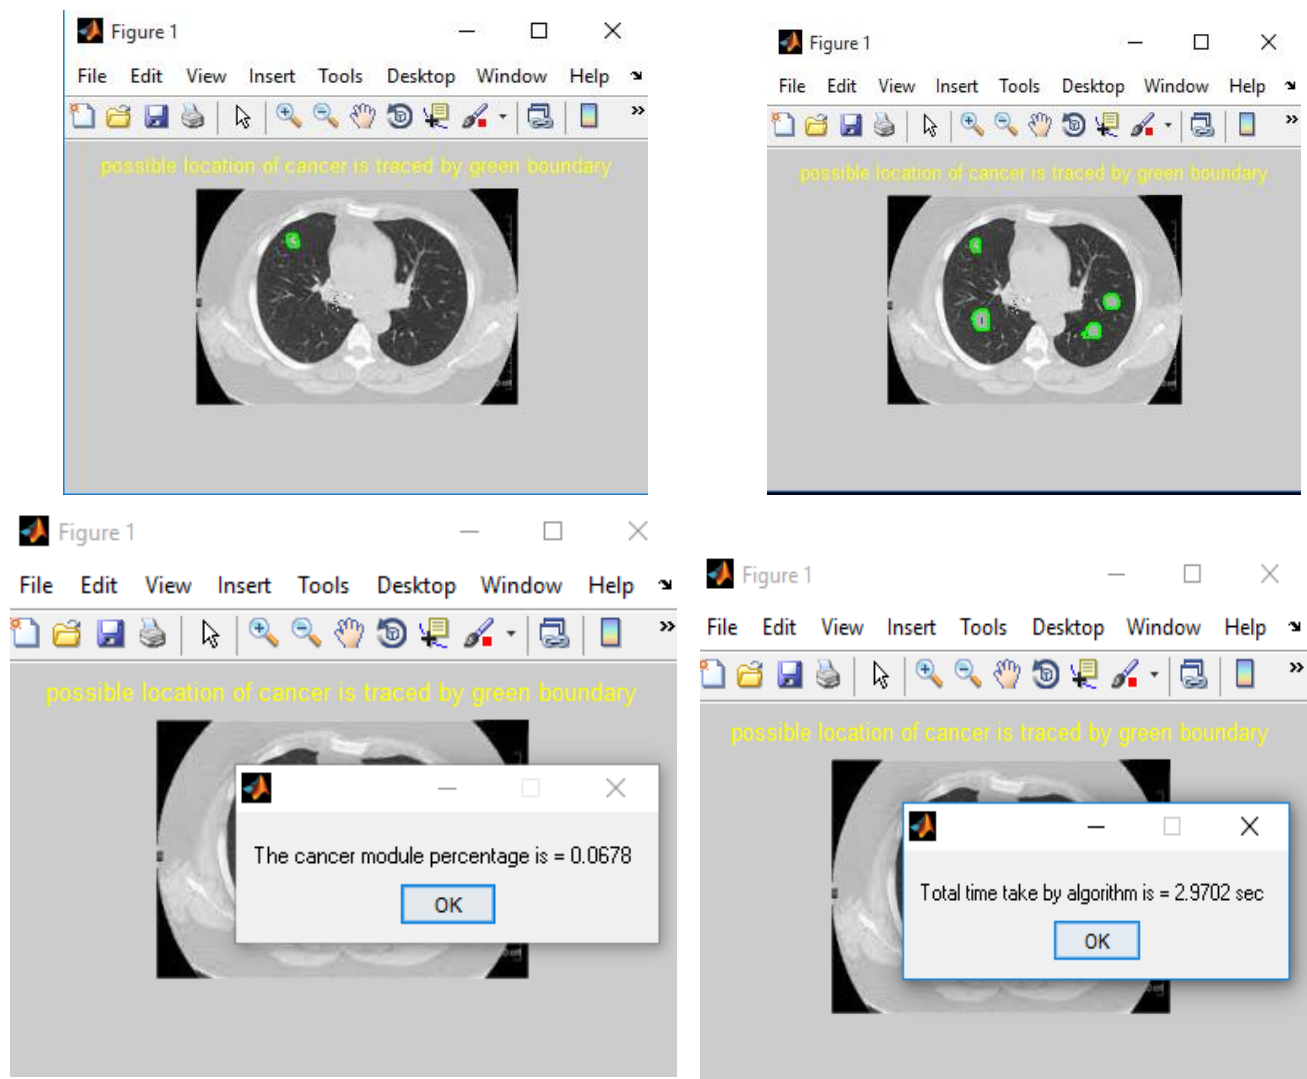 Figure 1
File Edit View Insert Tools Desktop Window Help
possible location of cancer is traced by green boundary
Figure 1
File Edit View Insert Tools Desktop Window Help
possible location of cancer is traced by green boundary
Figure 1
File Edit View Insert Tools Desktop Window Help
possible location of cancer is traced by green boundary
The cancer module percentage is = 0.0678
OK
Figure 1
File Edit View Insert Tools Desktop Window Help
possible location of cancer is traced by green boundary
Total time take by algorithm is = 2.9702 sec
OK